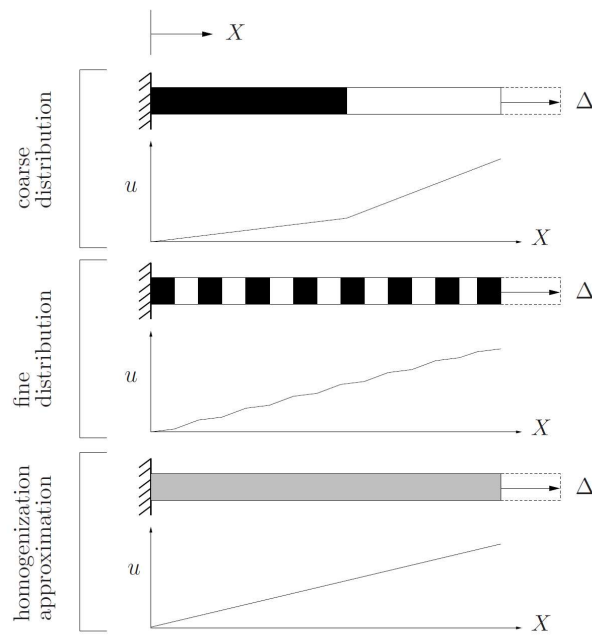 X
Δ
coarse
distribution
u
X
Δ
fine
distribution
u
X
Δ
homogenization
approximation
u
X